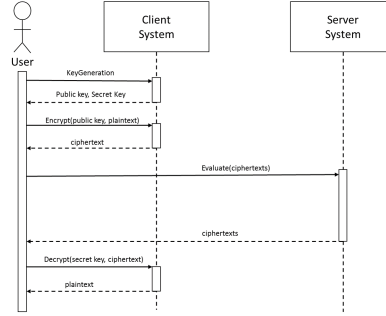 Client
System
Server
System
User
KeyGeneration
Public key, Secret Key
Encrypt(public key, plaintext)
ciphertext
Evaluate(ciphertexts)
ciphertexts
Decrypt(secret key, ciphertext)
plaintext